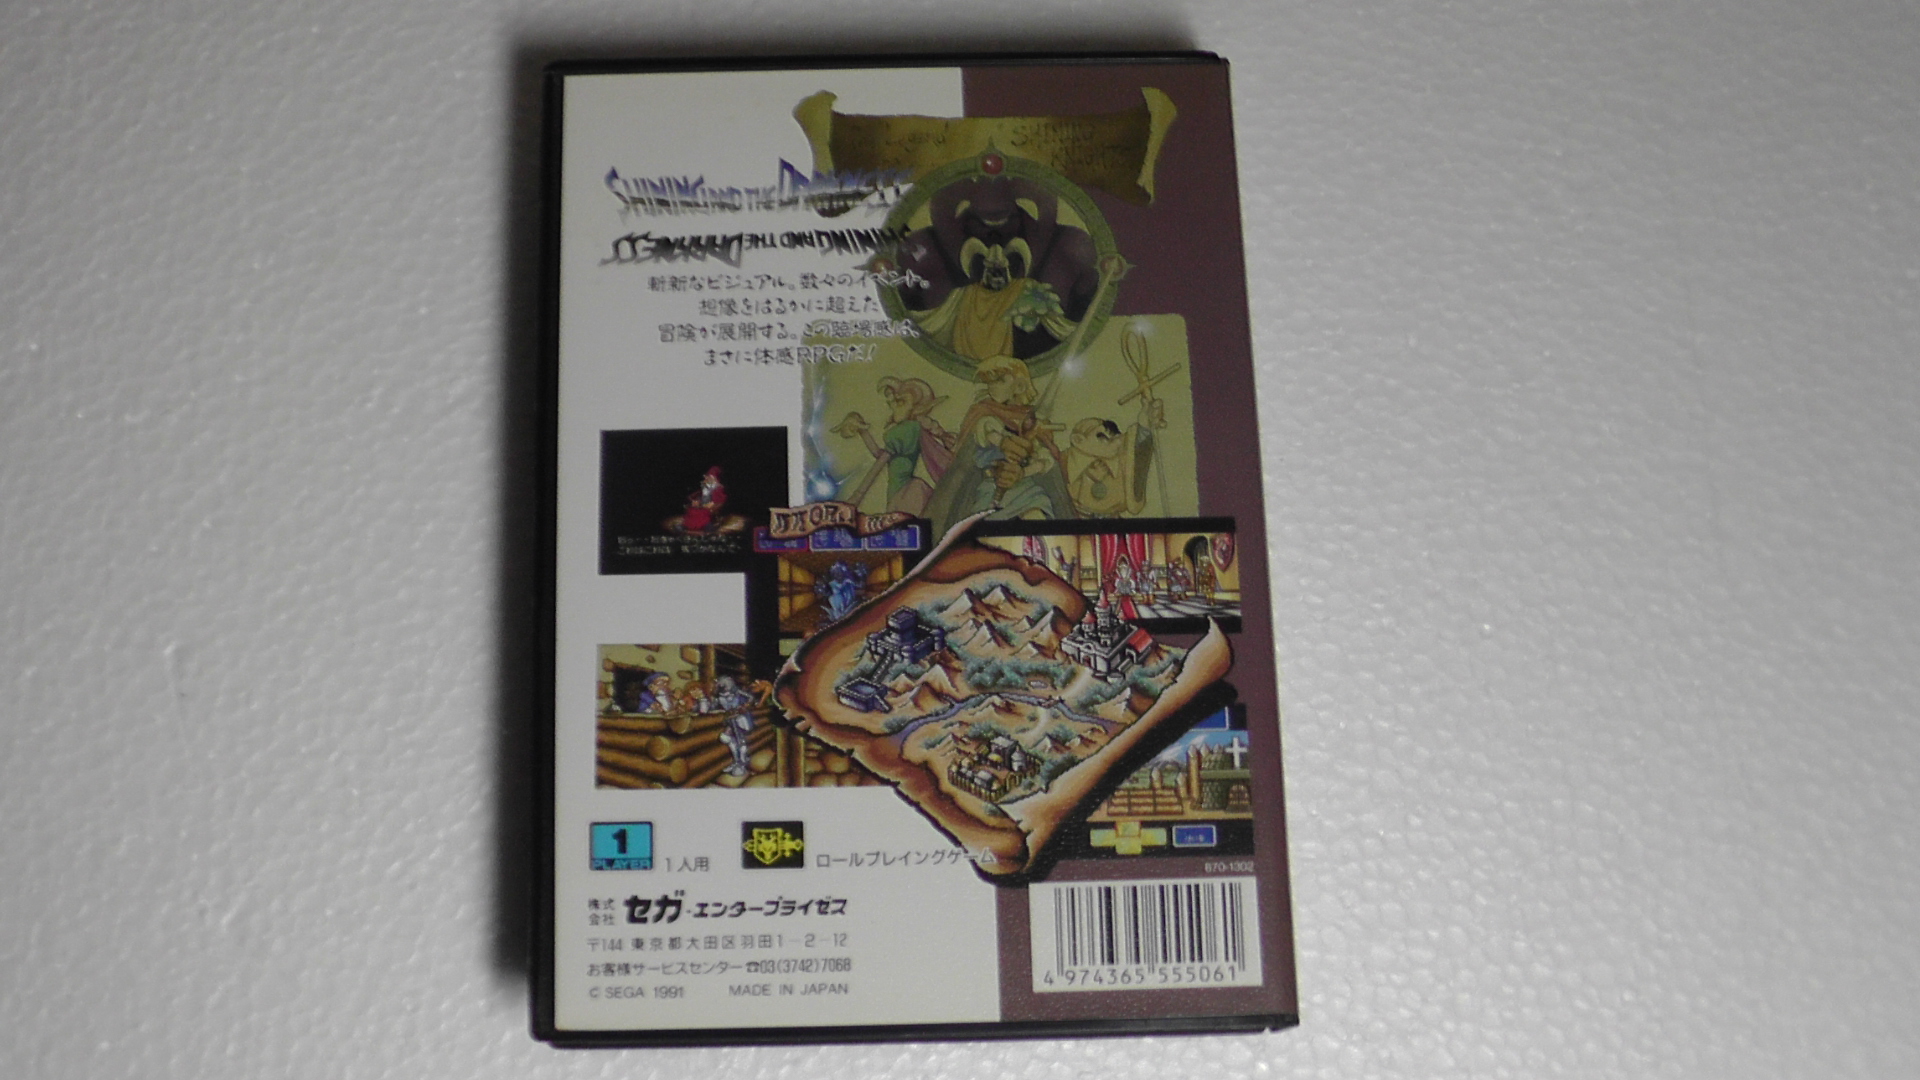 SHINING AND THE DARKNESS
斬新なビジュアル。数々のイベント。
想像をはるかに超えた
冒険が展開する。この臨場感は、
まさに体感RPGだ!
1
PLAYER
1人用
ロールプレイングゲーム
670-1302
株式会社 セガ・エンタープライゼス
〒144 東京都大田区羽田1-2-12
お客様サービスセンター ☎03(3742)7068
© SEGA 1991 MADE IN JAPAN
4 974365 555061